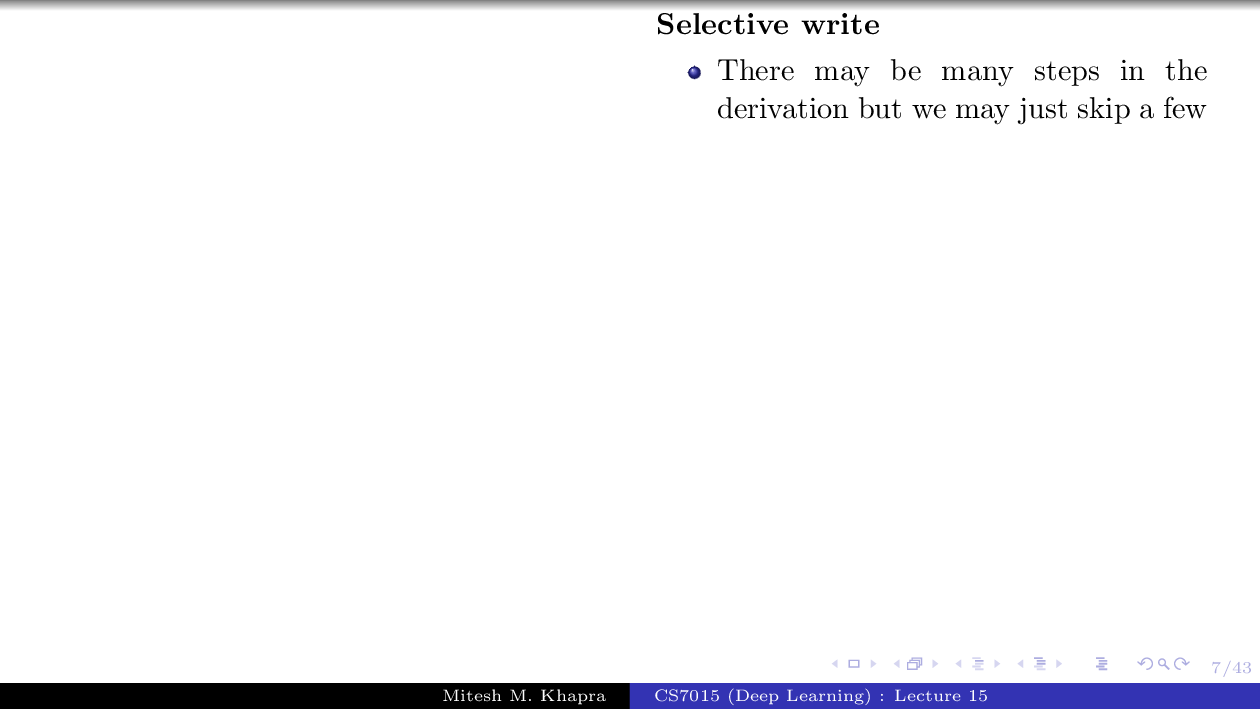 Selective write
There may be many steps in the
derivation but we may just skip a few
7/43
Mitesh M. Khapra
CS7015 (Deep Learning) : Lecture 15